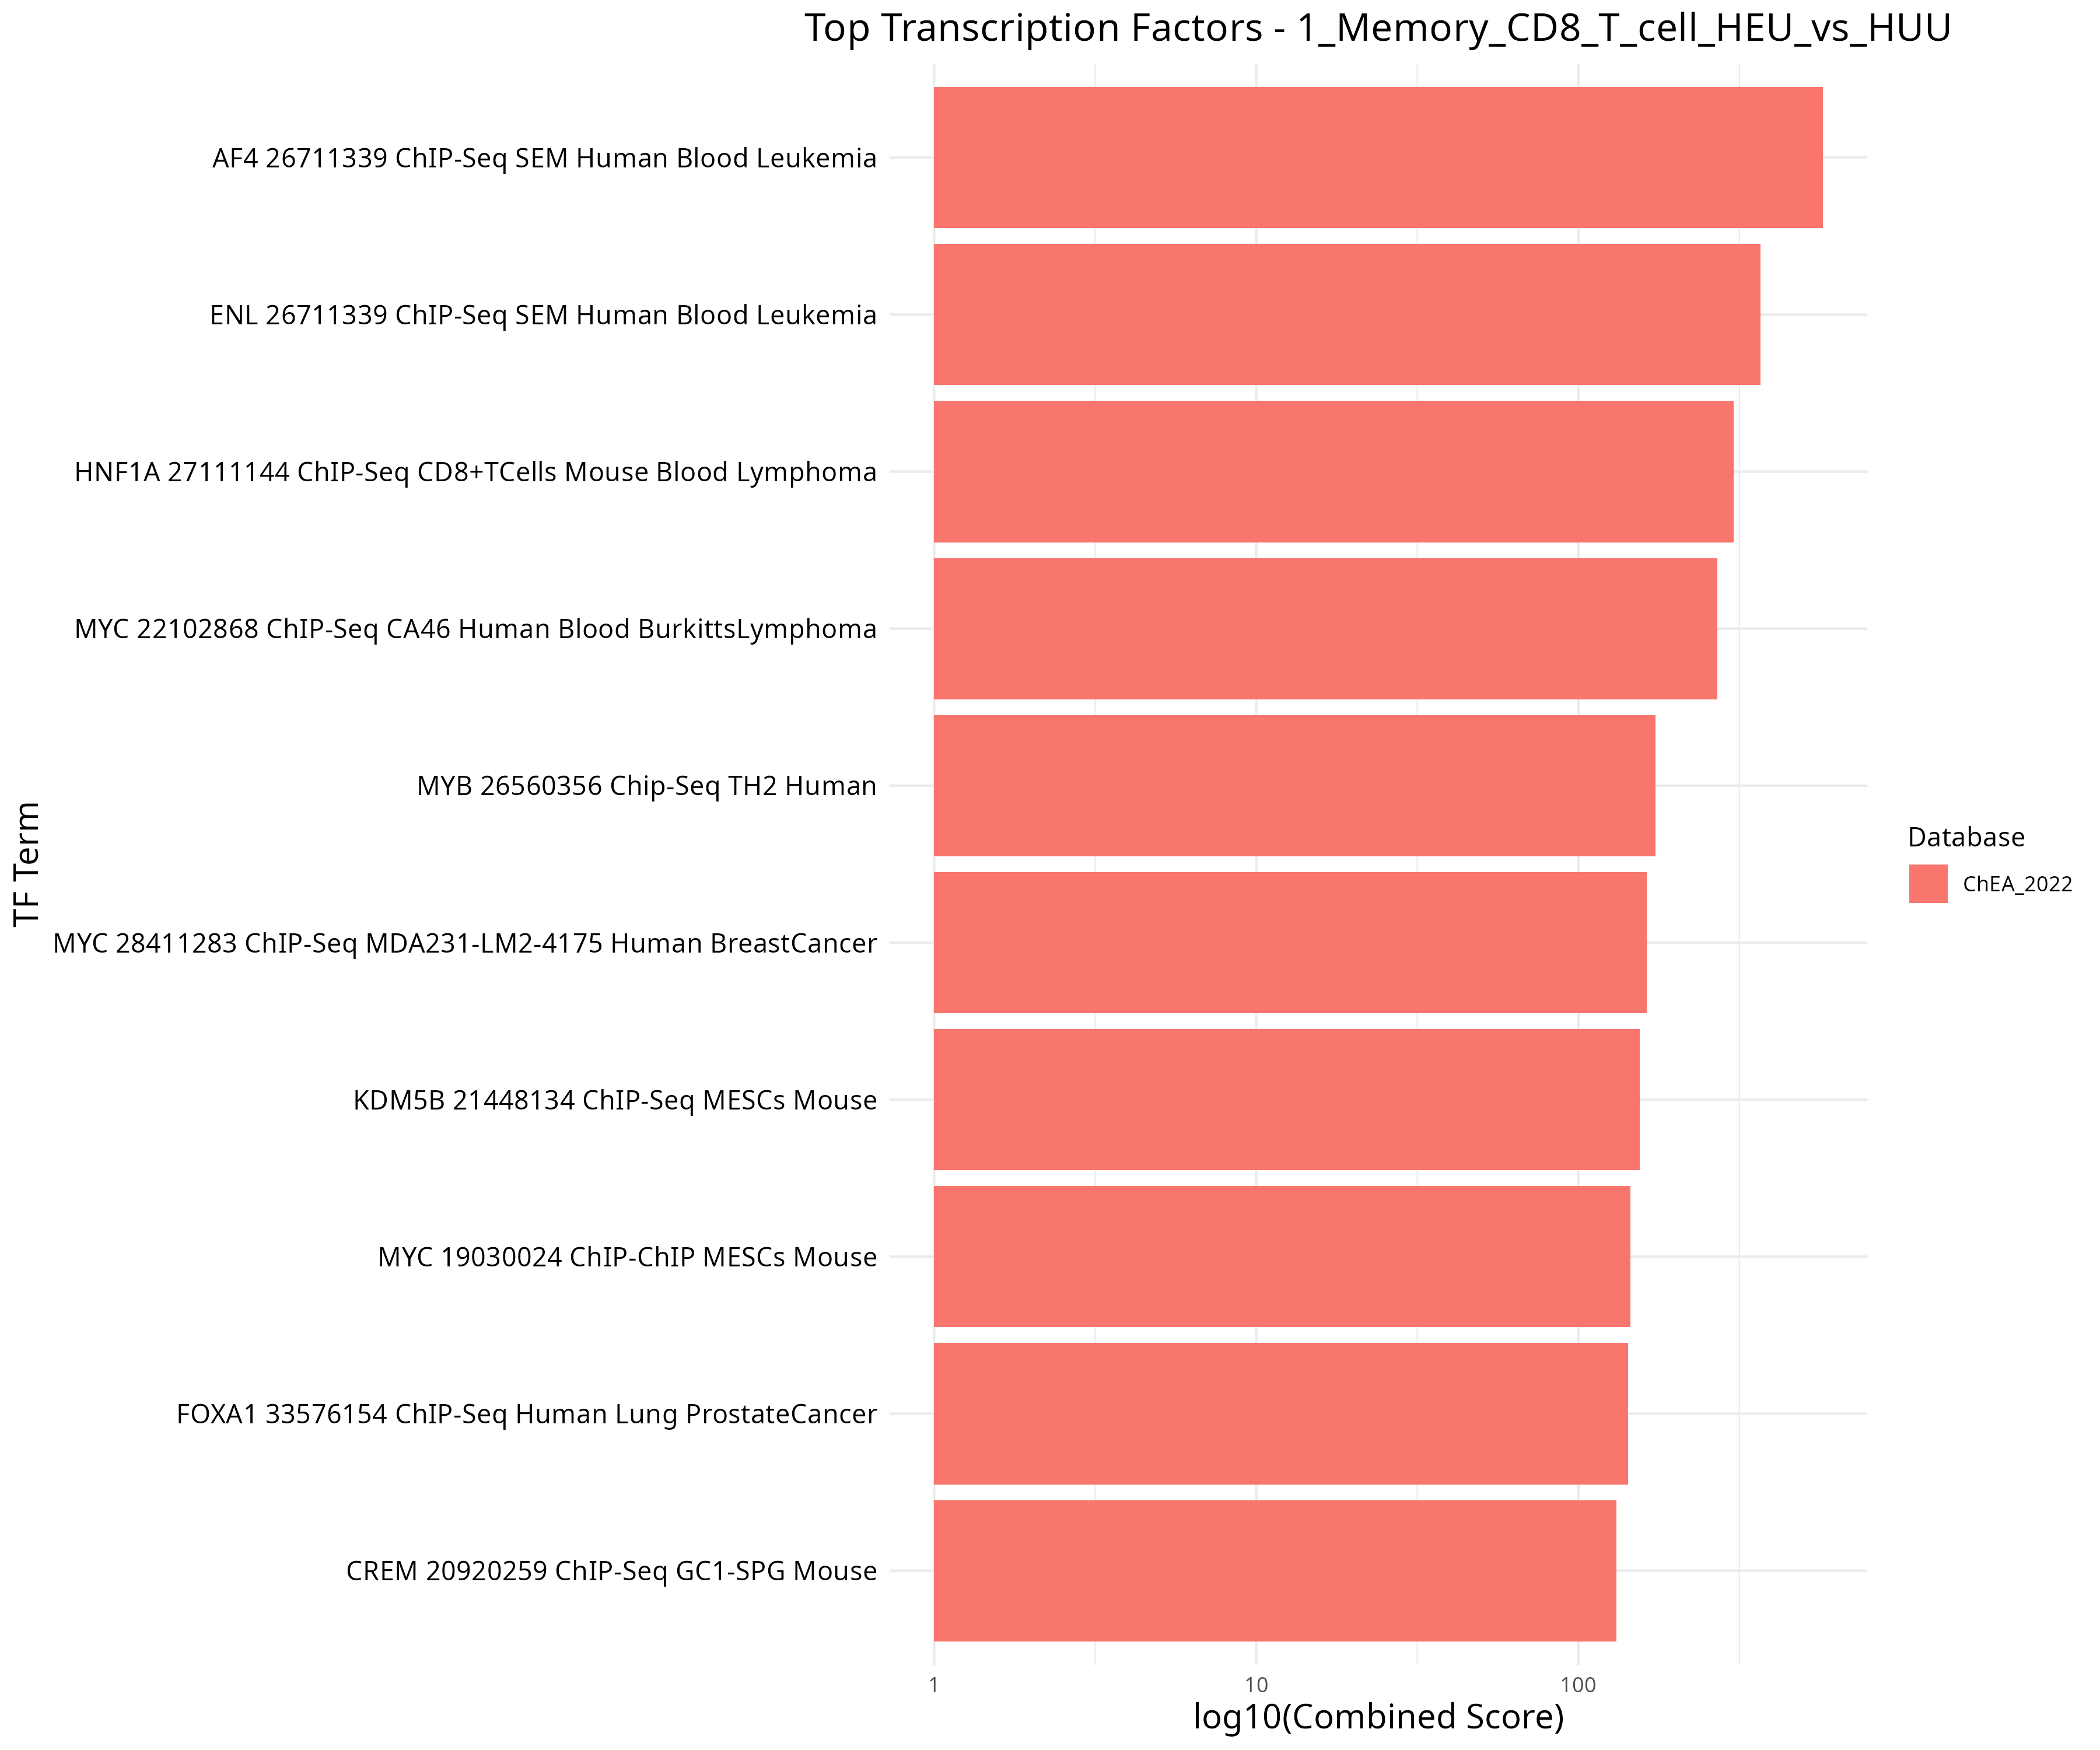 Top Transcription Factors - 1_Memory_CD8_T_cell_HEU_vs_HUU
AF4 26711339 ChIP-Seq SEM Human Blood Leukemia
ENL 26711339 ChIP-Seq SEM Human Blood Leukemia
HNF1A 27111144 ChIP-Seq CD8+TCells Mouse Blood Lymphoma
MYC 22102868 ChIP-Seq CA46 Human Blood BurkittsLymphoma
MYB 26560356 Chip-Seq TH2 Human
MYC 28411283 ChIP-Seq MDA231-LM2-4175 Human BreastCancer
KDM5B 21448134 ChIP-Seq MESCs Mouse
MYC 19030024 ChIP-ChIP MESCs Mouse
FOXA1 33576154 ChIP-Seq Human Lung ProstateCancer
CREM 20920259 ChIP-Seq GC1-SPG Mouse
TF Term
1 10 100
log10(Combined Score)
Database
ChEA_2022